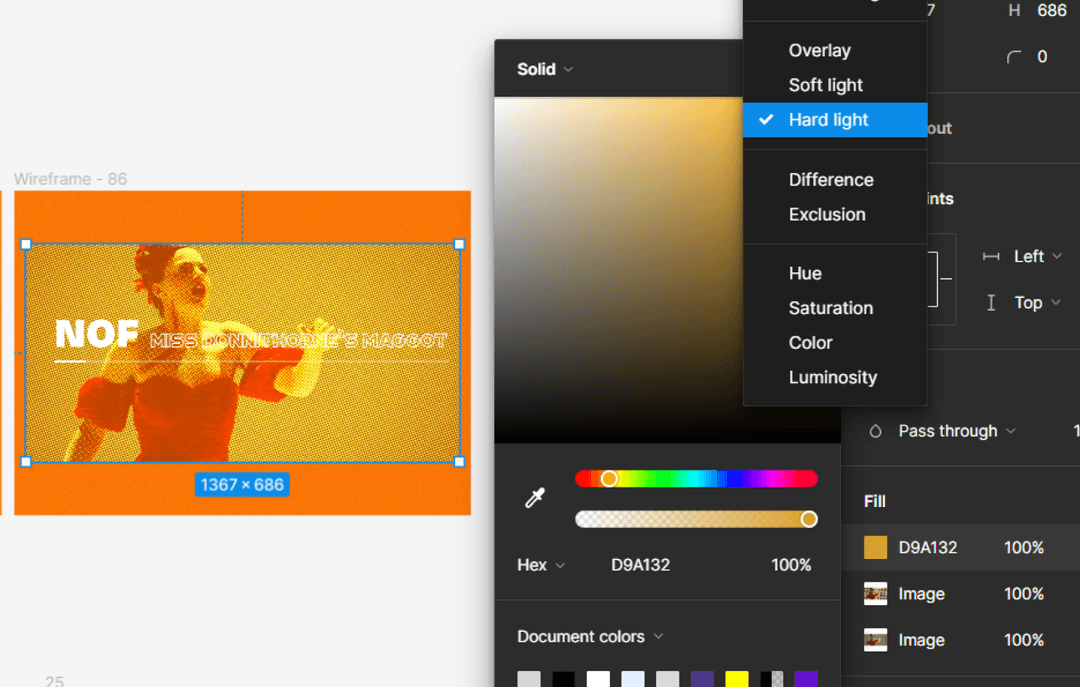 7
H 686
0
Overlay
Soft light
Hard light
out
Difference
Exclusion
ints
Hue
Saturation
Color
Luminosity
Left
Top
Solid
Wireframe - 86
NOF MISS DONNITHORNE'S MAGGOT
1367 × 686
Pass through
1
Hex D9A132 100%
Document colors
Fill
D9A132 100%
Image 100%
Image 100%
25